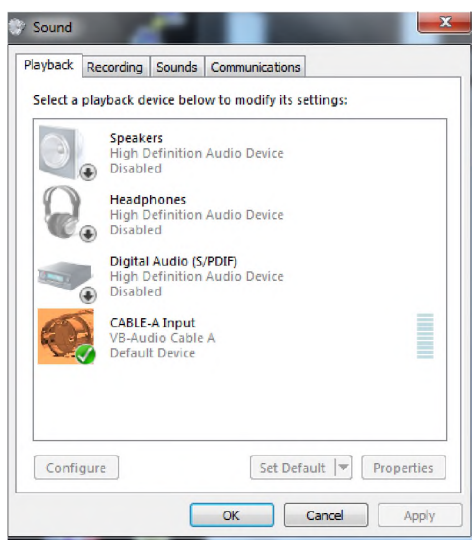 Sound
Playback Recording Sounds Communications
Select a playback device below to modify its settings:
Speakers
High Definition Audio Device
Disabled
Headphones
High Definition Audio Device
Disabled
Digital Audio (S/PDIF)
High Definition Audio Device
Disabled
CABLE-A Input
VB-Audio Cable A
Default Device
Configure Set Default Properties
OK Cancel Apply